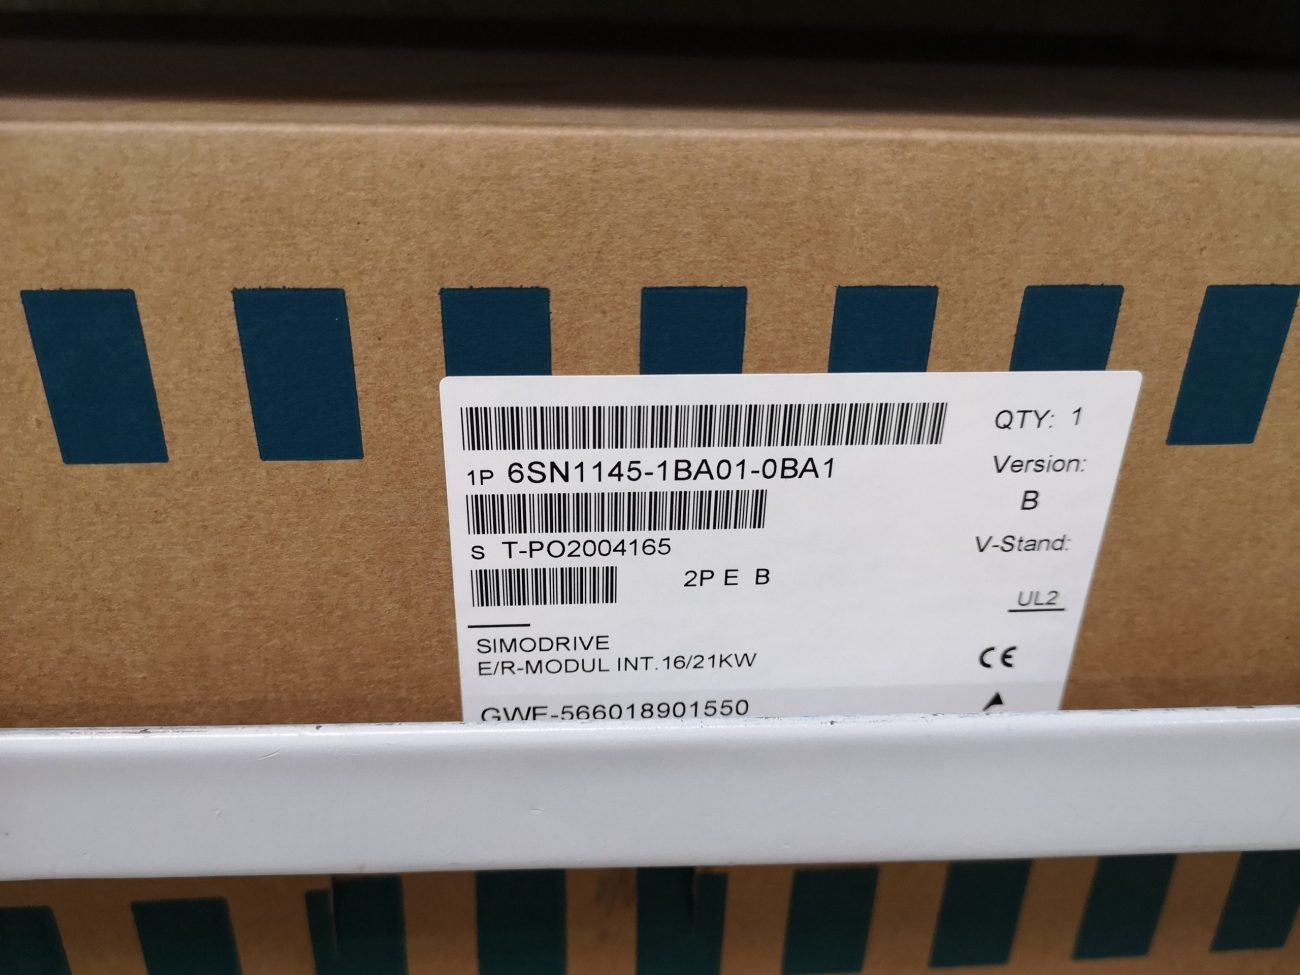 QTY: 1
1P 6SN1145-1BA01-0BA1
Version:
B
S T-PO2004165
V-Stand:
2P E B
UL2
SIMODRIVE
E/R-MODUL INT.16/21KW
CE
GWE-566018901550